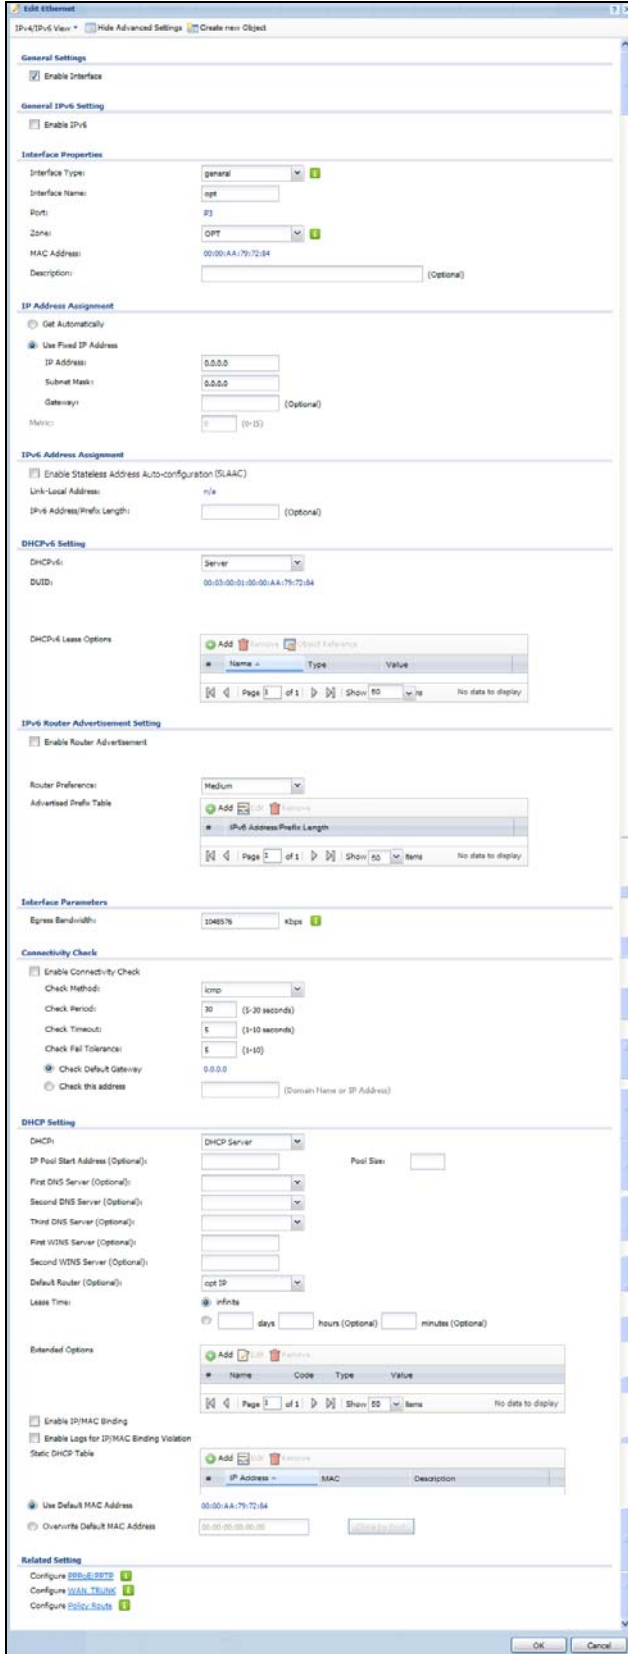 Edit Ethernet
IPv4/IPv6 View Hide Advanced Settings Create new Object
General Settings
Enable Interface
General IPv6 Setting
Enable IPv6
Interface Properties
Interface Type: general
Interface Name: opt
Port: P3
Zone: OPT
MAC Address: 00:00:AA:79:72:84
Description: (Optional)
IP Address Assignment
Get Automatically
Use Fixed IP Address
IP Address: 0.0.0.0
Subnet Mask: 0.0.0.0
Gateway: (Optional)
Metric: 0 (0-15)
IPv6 Address Assignment
Enable Stateless Address Auto-configuration (SLAAC)
Link-Local Address: n/a
IPv6 Address/Prefix Length: (Optional)
DHCPv6 Setting
DHCPv6: Server
DUID: 00:03:00:01:00:00:AA:79:72:84
DHCPv6 Lease Options
Add Remove Object Reference
# Name Type Value
Page 1 of 1 Show 50 ms No data to display
IPv6 Router Advertisement Setting
Enable Router Advertisement
Router Preference: Medium
Advertised Prefix Table
Add Edit Remove
# IPv6 Address/Prefix Length
Page 1 of 1 Show 50 items No data to display
Interface Parameters
Egress Bandwidth: 1048576 Kbps
Connectivity Check
Enable Connectivity Check
Check Method: icmp
Check Period: 30 (5-30 seconds)
Check Timeout: 5 (1-10 seconds)
Check Fail Tolerance: 5 (1-10)
Check Default Gateway 0.0.0.0
Check this address (Domain Name or IP Address)
DHCP Setting
DHCP: DHCP Server
IP Pool Start Address (Optional): Pool Size:
First DNS Server (Optional):
Second DNS Server (Optional):
Third DNS Server (Optional):
First WINS Server (Optional):
Second WINS Server (Optional):
Default Router (Optional): opt IP
Lease Time: infinite
days hours (Optional) minutes (Optional)
Extended Options
Add Edit Remove
# Name Code Type Value
Page 1 of 1 Show 50 items No data to display
Enable IP/MAC Binding
Enable Logs for IP/MAC Binding Violation
Static DHCP Table
Add Edit Remove
# IP Address MAC Description
Use Default MAC Address 00:00:AA:79:72:84
Overwrite Default MAC Address 00:00:00:00:00:00
Related Setting
Configure PPPoE/PPTP
Configure WAN_TRUNK
Configure Policy Route
OK Cancel